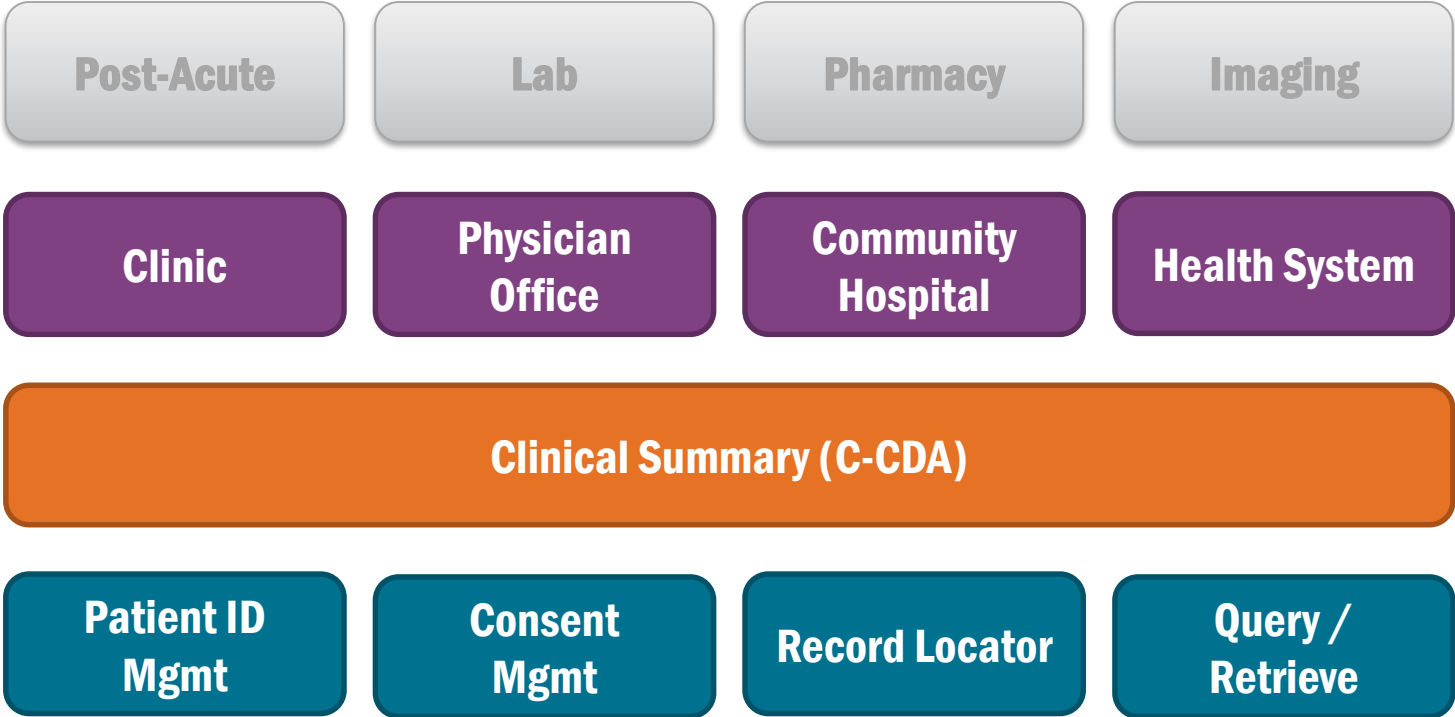 Post-Acute
Lab
Pharmacy
Imaging
Clinic
Physician
Office
Community
Hospital
Health System
Clinical Summary (C-CDA)
Patient ID
Mgmt
Consent
Mgmt
Record Locator
Query /
Retrieve